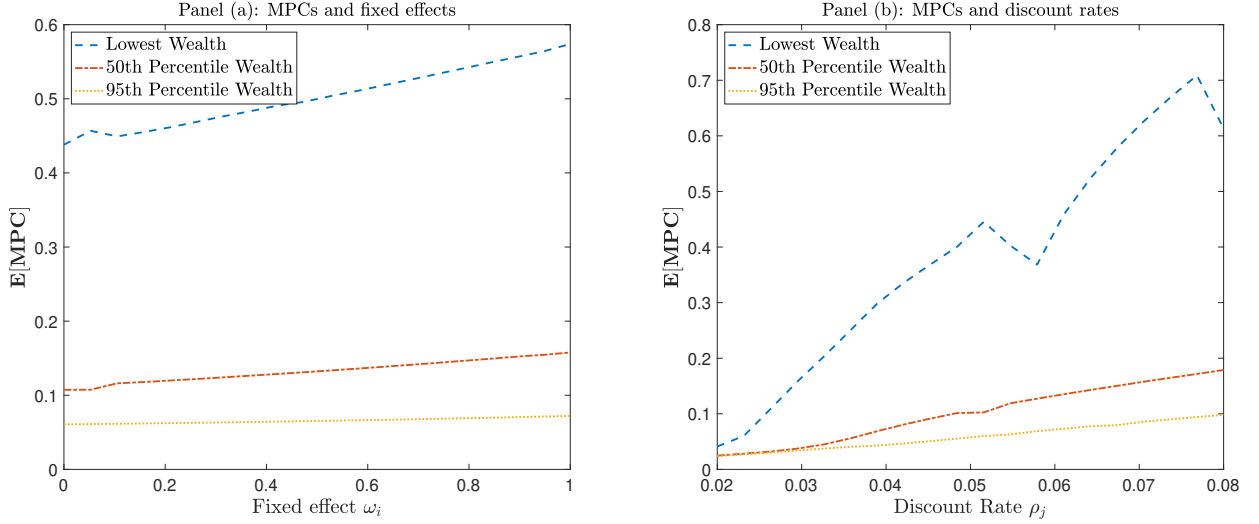 Panel (a): MPCs and fixed effects
0.6
0.5
0.4
0.3
0.2
0.1
0
E[MPC]
Lowest Wealth
50th Percentile Wealth
95th Percentile Wealth
0 0.2 0.4 0.6 0.8 1
Fixed effect ω_i
Panel (b): MPCs and discount rates
0.8
0.7
0.6
0.5
0.4
0.3
0.2
0.1
0
E[MPC]
Lowest Wealth
50th Percentile Wealth
95th Percentile Wealth
0.02 0.03 0.04 0.05 0.06 0.07 0.08
Discount Rate ρ_j